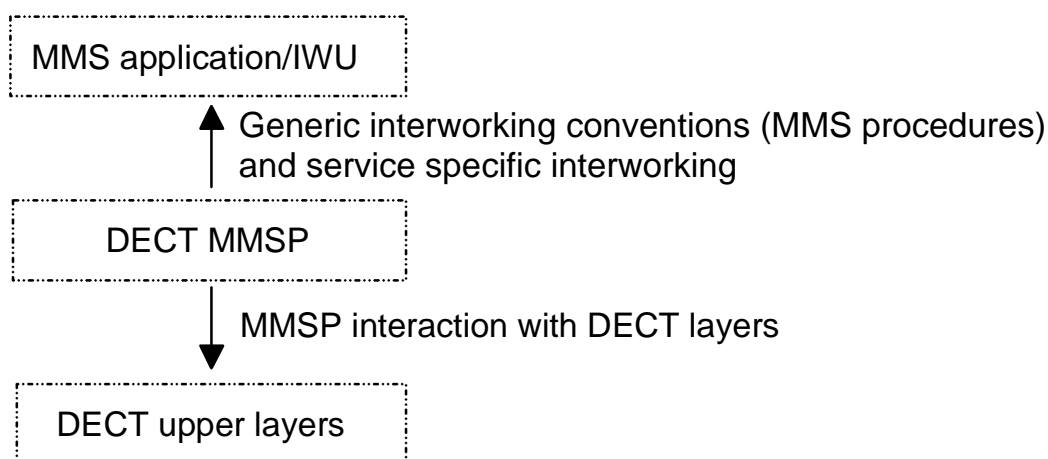 MMS application/IWU
Generic interworking conventions (MMS procedures)
and service specific interworking
DECT MMSP
MMSP interaction with DECT layers
DECT upper layers